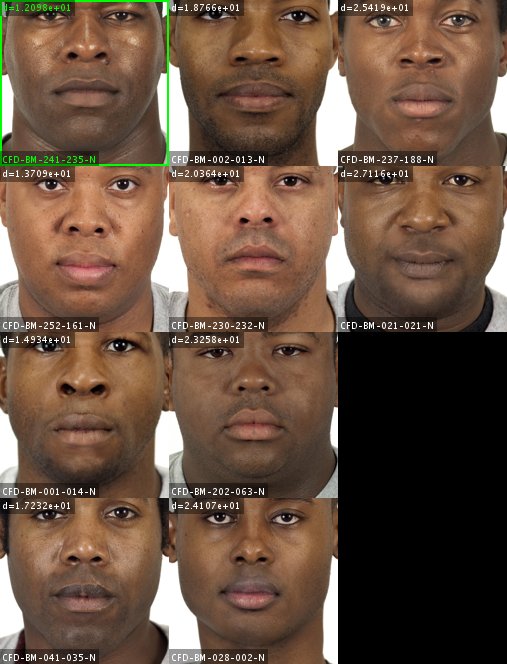 d=1.2098e+01
CFD-BM-241-235-N
d=1.8766e+01
CFD-BM-002-013-N
d=2.5419e+01
CFD-BM-237-188-N
d=1.3709e+01
CFD-BM-252-161-N
d=2.0364e+01
CFD-BM-230-232-N
d=2.7116e+01
CFD-BM-021-021-N
d=1.4934e+01
CFD-BM-001-014-N
d=2.3258e+01
CFD-BM-202-063-N
d=1.7232e+01
CFD-BM-041-035-N
d=2.4107e+01
CFD-BM-028-002-N